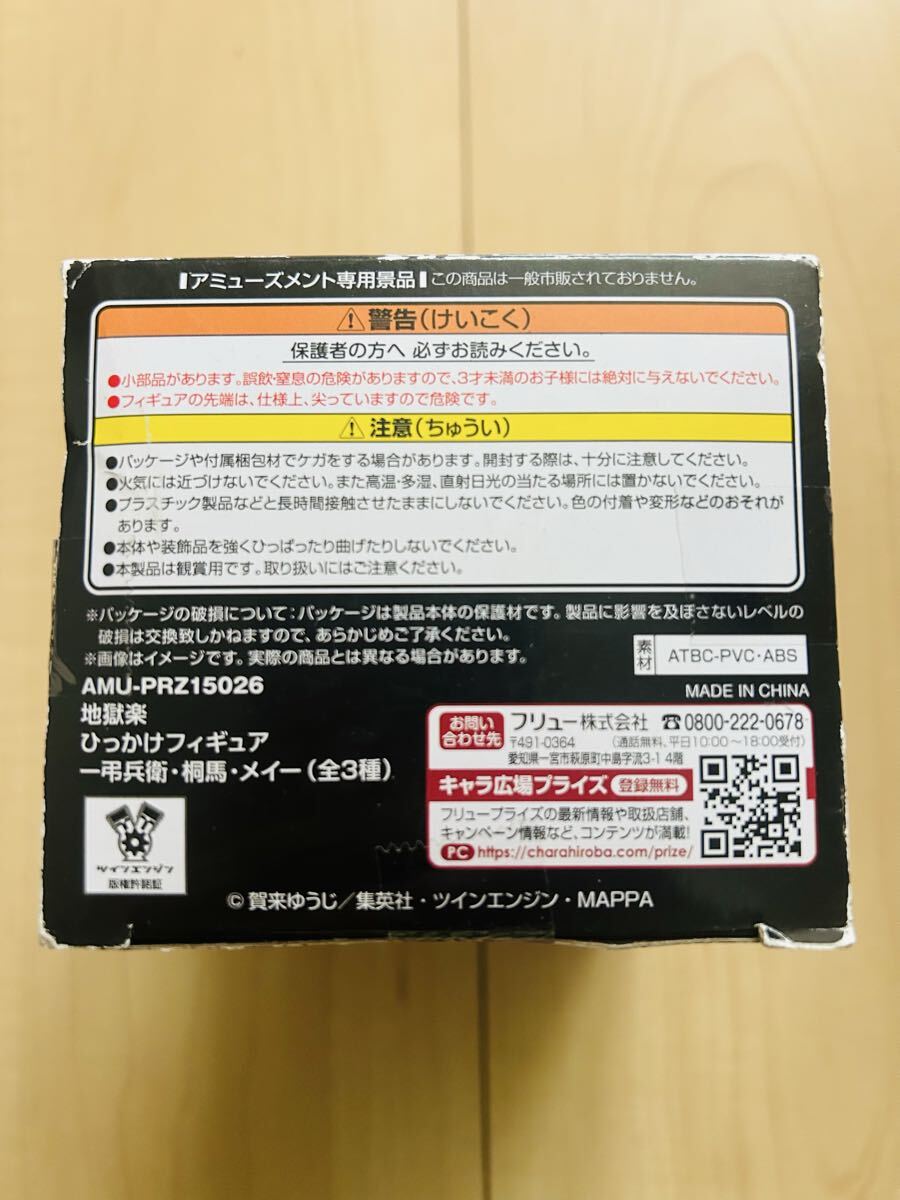 アミューズメント専用景品 この商品は一般市販されておりません。
⚠警告(けいこく)
保護者の方へ 必ずお読みください。
●小部品があります。誤飲・窒息の危険がありますので、3才未満のお子様には絶対に与えないでください。
●フィギュアの先端は、仕様上、尖っていますので危険です。
⚠注意(ちゅうい)
●パッケージや付属梱包材でケガをする場合があります。開封する際は、十分に注意してください。
●火気には近づけないでください。また高温・多湿、直射日光の当たる場所には置かないでください。
●プラスチック製品などと長時間接触させたままにしないでください。色の付着や変形などのおそれが
あります。
●本体や装飾品を強くひっぱったり曲げたりしないでください。
●本製品は観賞用です。取り扱いにはご注意ください。
※パッケージの破損について:パッケージは製品本体の保護材です。製品に影響を及ぼさないレベルの
破損は交換致しかねますので、あらかじめご了承ください。
※画像はイメージです。実際の商品とは異なる場合があります。
素材 ATBC-PVC・ABS
AMU-PRZ15026
MADE IN CHINA
地獄楽
ひっかけフィギュア
ー弔兵衛・桐馬・メイー(全3種)
お問い合わせ先 フリュー株式会社 ☎0800-222-0678
〒491-0364 (通話無料、平日10:00〜18:00受付)
愛知県一宮市萩原町中島字流3-1 4階
キャラ広場プライズ 登録無料
フリュープライズの最新情報や取扱店舗、
キャンペーン情報など、コンテンツが満載!
PC https://charahiroba.com/prize/
ツインエンジン
版権許諾証
©賀来ゆうじ/集英社・ツインエンジン・MAPPA